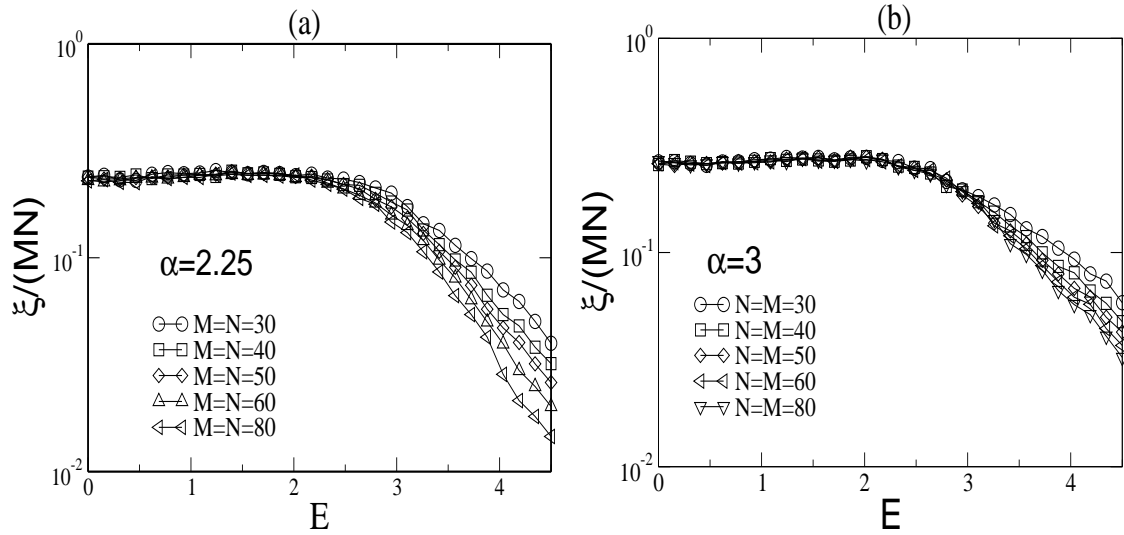 (a)
10^0
10^-1
10^-2
ξ/(MN)
α=2.25
M=N=30
M=N=40
M=N=50
M=N=60
M=N=80
0 1 2 3 4
E
(b)
10^0
10^-1
10^-2
ξ/(MN)
α=3
N=M=30
N=M=40
N=M=50
N=M=60
N=M=80
0 1 2 3 4
E